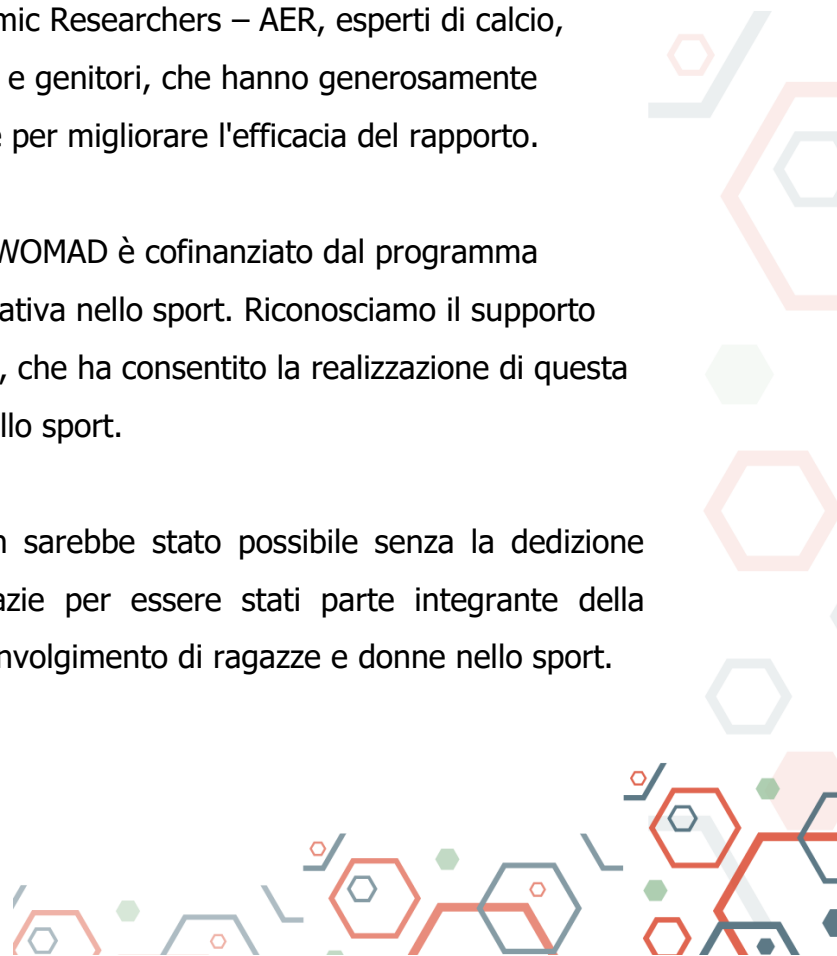 mic Researchers – AER, esperti di calcio,
e genitori, che hanno generosamente
per migliorare l'efficacia del rapporto.
WOMAD è cofinanziato dal programma
ativa nello sport. Riconosciamo il supporto
, che ha consentito la realizzazione di questa
llo sport.
sarebbe stato possibile senza la dedizione
azie per essere stati parte integrante della
nvolgimento di ragazze e donne nello sport.